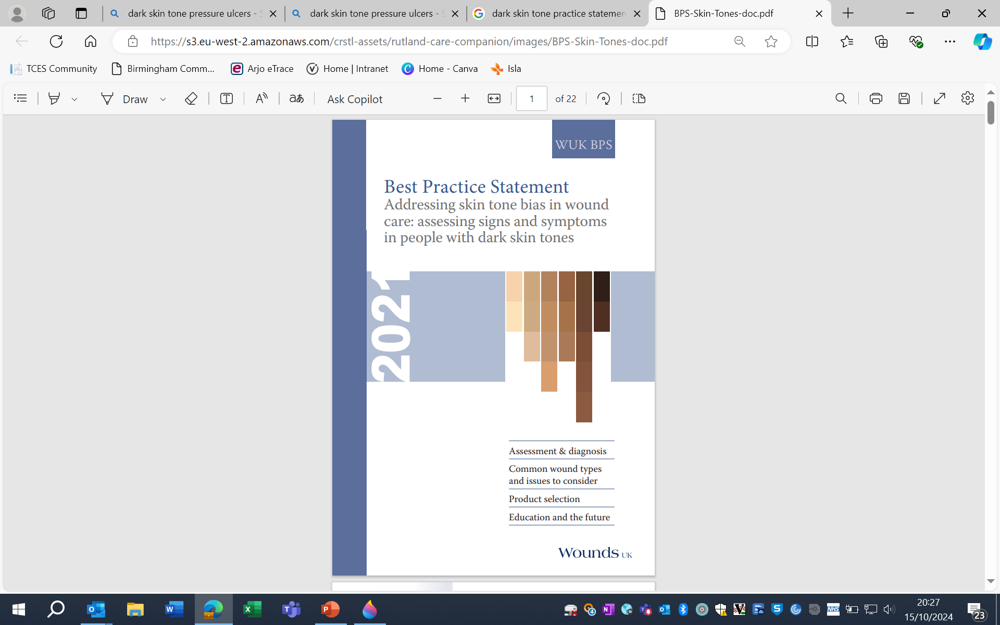 dark skin tone pressure ulcers - S
dark skin tone pressure ulcers - S
dark skin tone practice statemen
BPS-Skin-Tones-doc.pdf
https://s3.eu-west-2.amazonaws.com/crstl-assets/rutland-care-companion/images/BPS-Skin-Tones-doc.pdf
TCES Community
Birmingham Comm...
Arjo eTrace
Home | Intranet
Home - Canva
Isla
Draw
Ask Copilot
1
of 22
WUK BPS
Best Practice Statement
Addressing skin tone bias in wound
care: assessing signs and symptoms
in people with dark skin tones
2021
Assessment & diagnosis
Common wound types
and issues to consider
Product selection
Education and the future
Wounds UK
NHS
20:27
15/10/2024
23